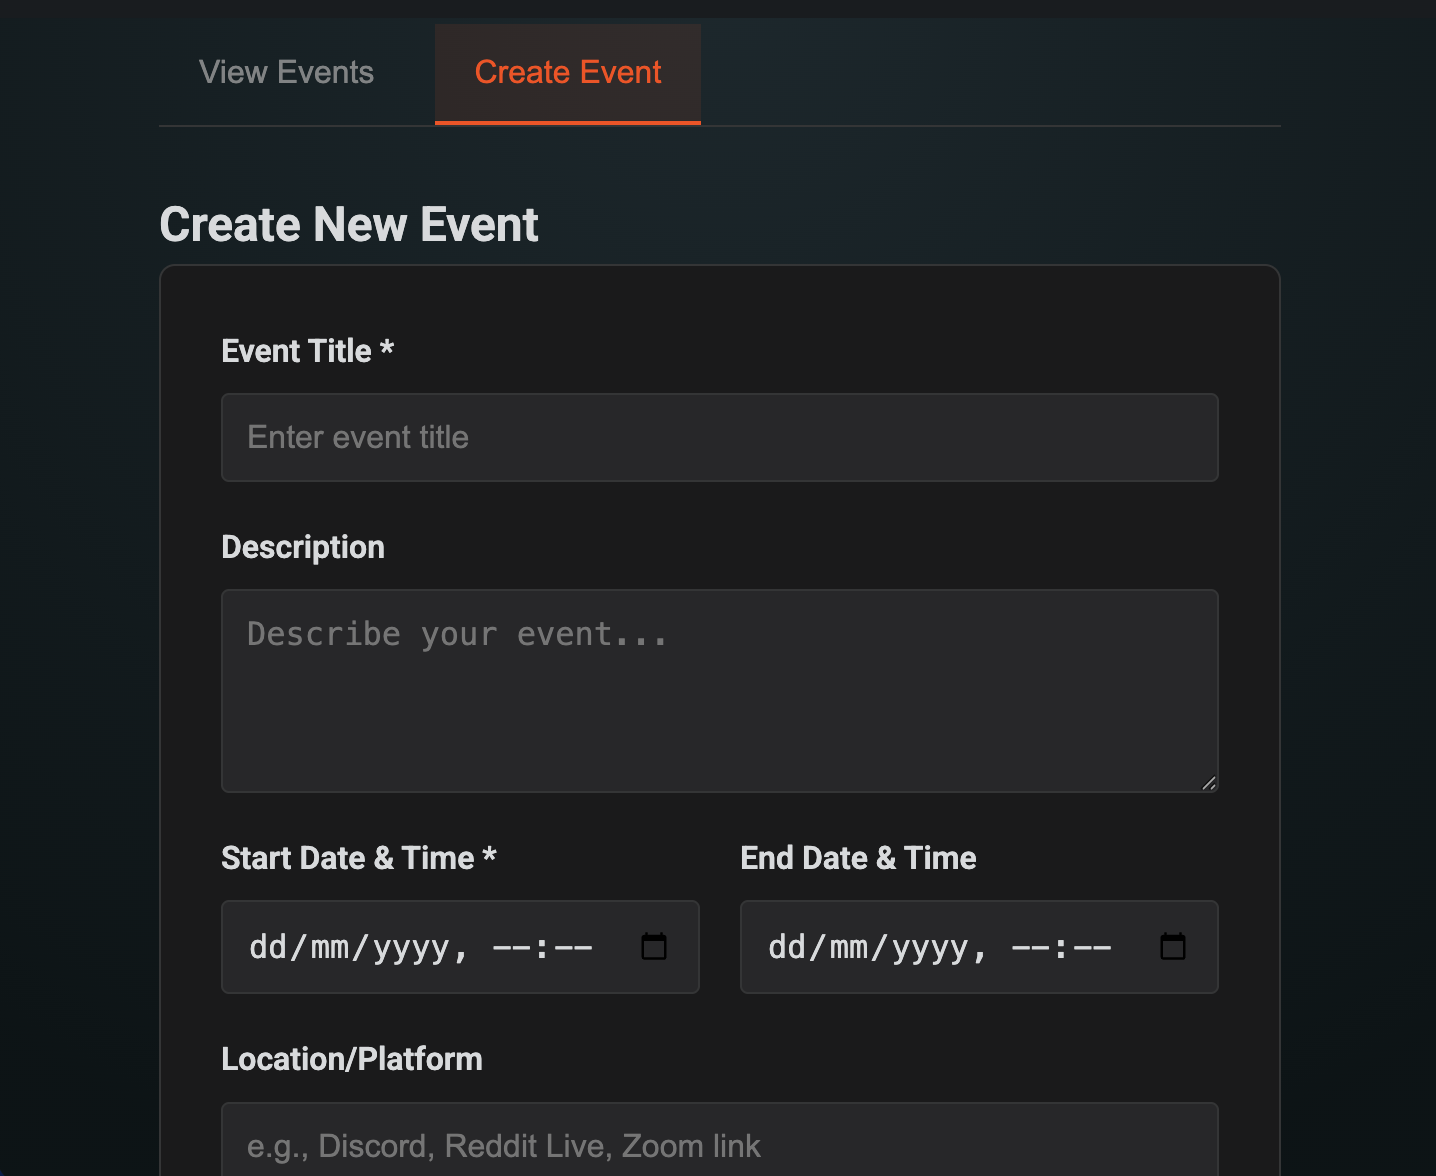 View Events
Create Event
Create New Event
Event Title *
Enter event title
Description
Describe your event...
Start Date & Time *
End Date & Time
dd/mm/yyyy, --:--
dd/mm/yyyy, --:--
Location/Platform
e.g., Discord, Reddit Live, Zoom link